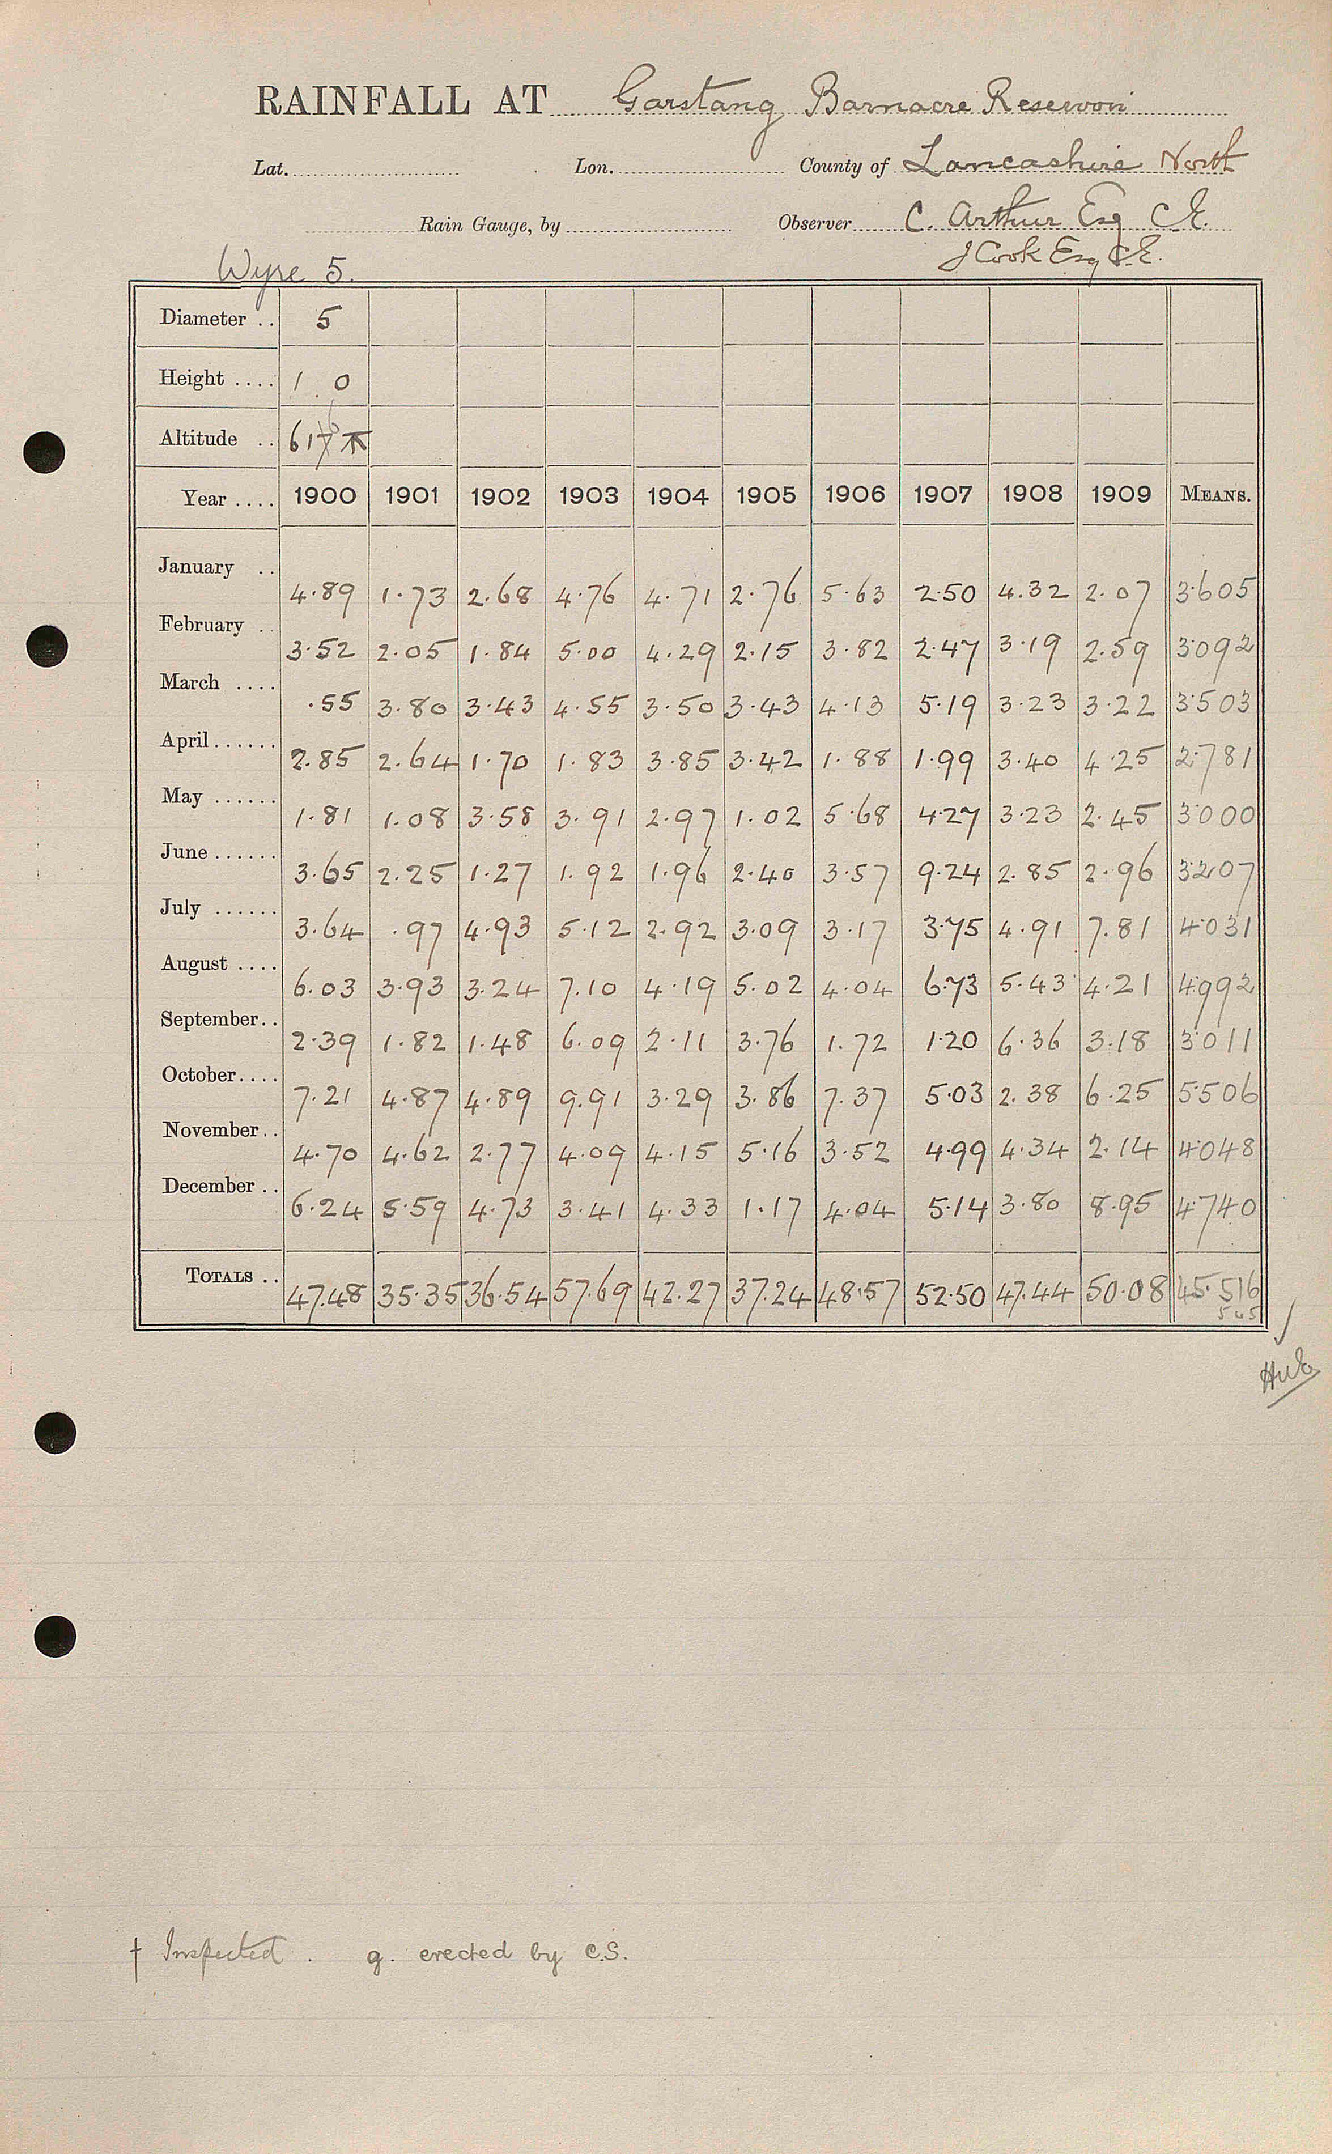 RAINFALL AT Garstang Barnacre Reservoir
Lat. Lon. County of Lancashire North
Rain Gauge, by Observer C. Arthur Esq C.E.
J Cook Esq C.E.
Wyre 5.
Diameter .. 5
Height .... 1 0
Altitude .. 617
Year .... 1900 1901 1902 1903 1904 1905 1906 1907 1908 1909 MEANS.
January .. 4.89 1.73 2.68 4.76 4.71 2.76 5.63 2.50 4.32 2.07 3.605
February .. 3.52 2.05 1.84 5.00 4.29 2.15 3.82 2.47 3.19 2.59 3.092
March .... .55 3.80 3.43 4.55 3.50 3.43 4.13 5.19 3.23 3.22 3.503
April...... 2.85 2.64 1.70 1.83 3.85 3.42 1.88 1.99 3.40 4.25 2.781
May ...... 1.81 1.08 3.58 3.91 2.97 1.02 5.68 4.27 3.23 2.45 3.000
June ...... 3.65 2.25 1.27 1.92 1.96 2.40 3.57 9.24 2.85 2.96 3.207
July ...... 3.64 .97 4.93 5.12 2.92 3.09 3.17 3.75 4.91 7.81 4.031
August .... 6.03 3.93 3.24 7.10 4.19 5.02 4.04 6.73 5.43 4.21 4.992
September.. 2.39 1.82 1.48 6.09 2.11 3.76 1.72 1.20 6.36 3.18 3.011
October.... 7.21 4.87 4.89 9.91 3.29 3.86 7.37 5.03 2.38 6.25 5.506
November.. 4.70 4.62 2.77 4.09 4.15 5.16 3.52 4.99 4.34 2.14 4.048
December .. 6.24 5.59 4.73 3.41 4.33 1.17 4.04 5.14 3.80 8.95 4.740
TOTALS .. 47.48 35.35 36.54 57.69 42.27 37.24 48.57 52.50 47.44 50.08 45.516
† Inspected. g. erected by C.S.